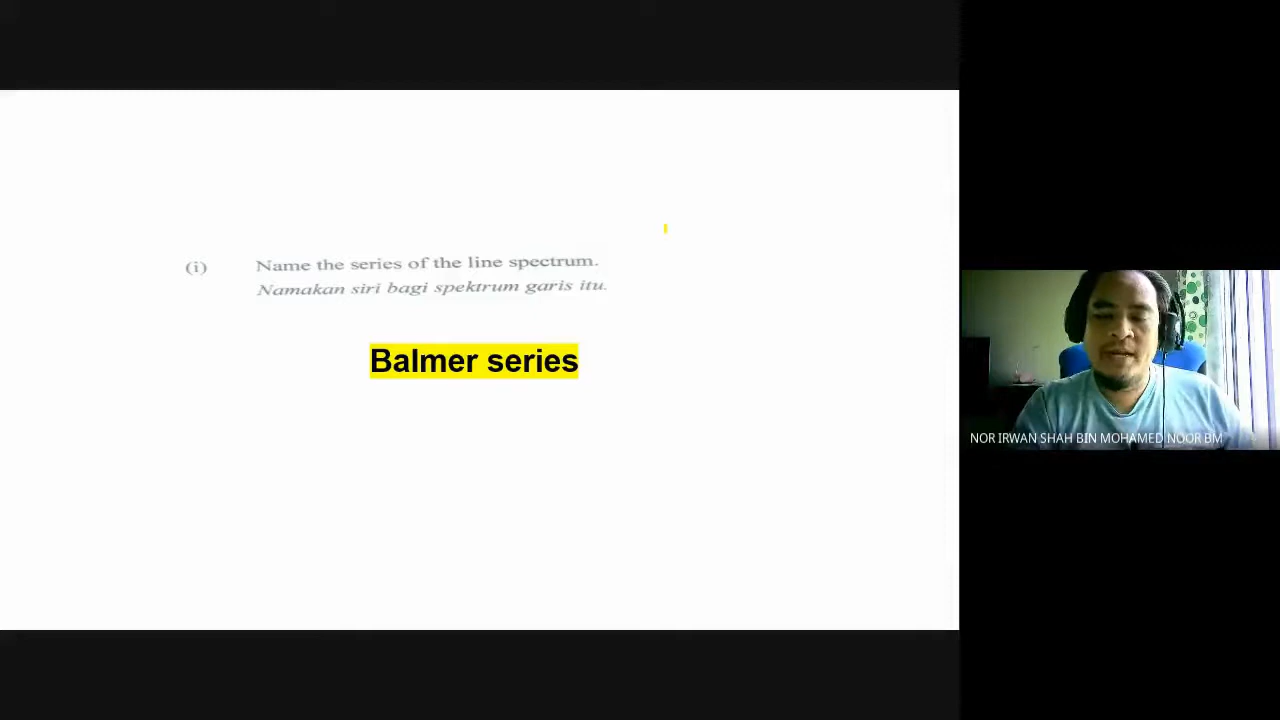 (i) Name the series of the line spectrum.
Namakan siri bagi spektrum garis itu.
Balmer series
NOR IRWAN SHAH BIN MOHAMED NOOR BM